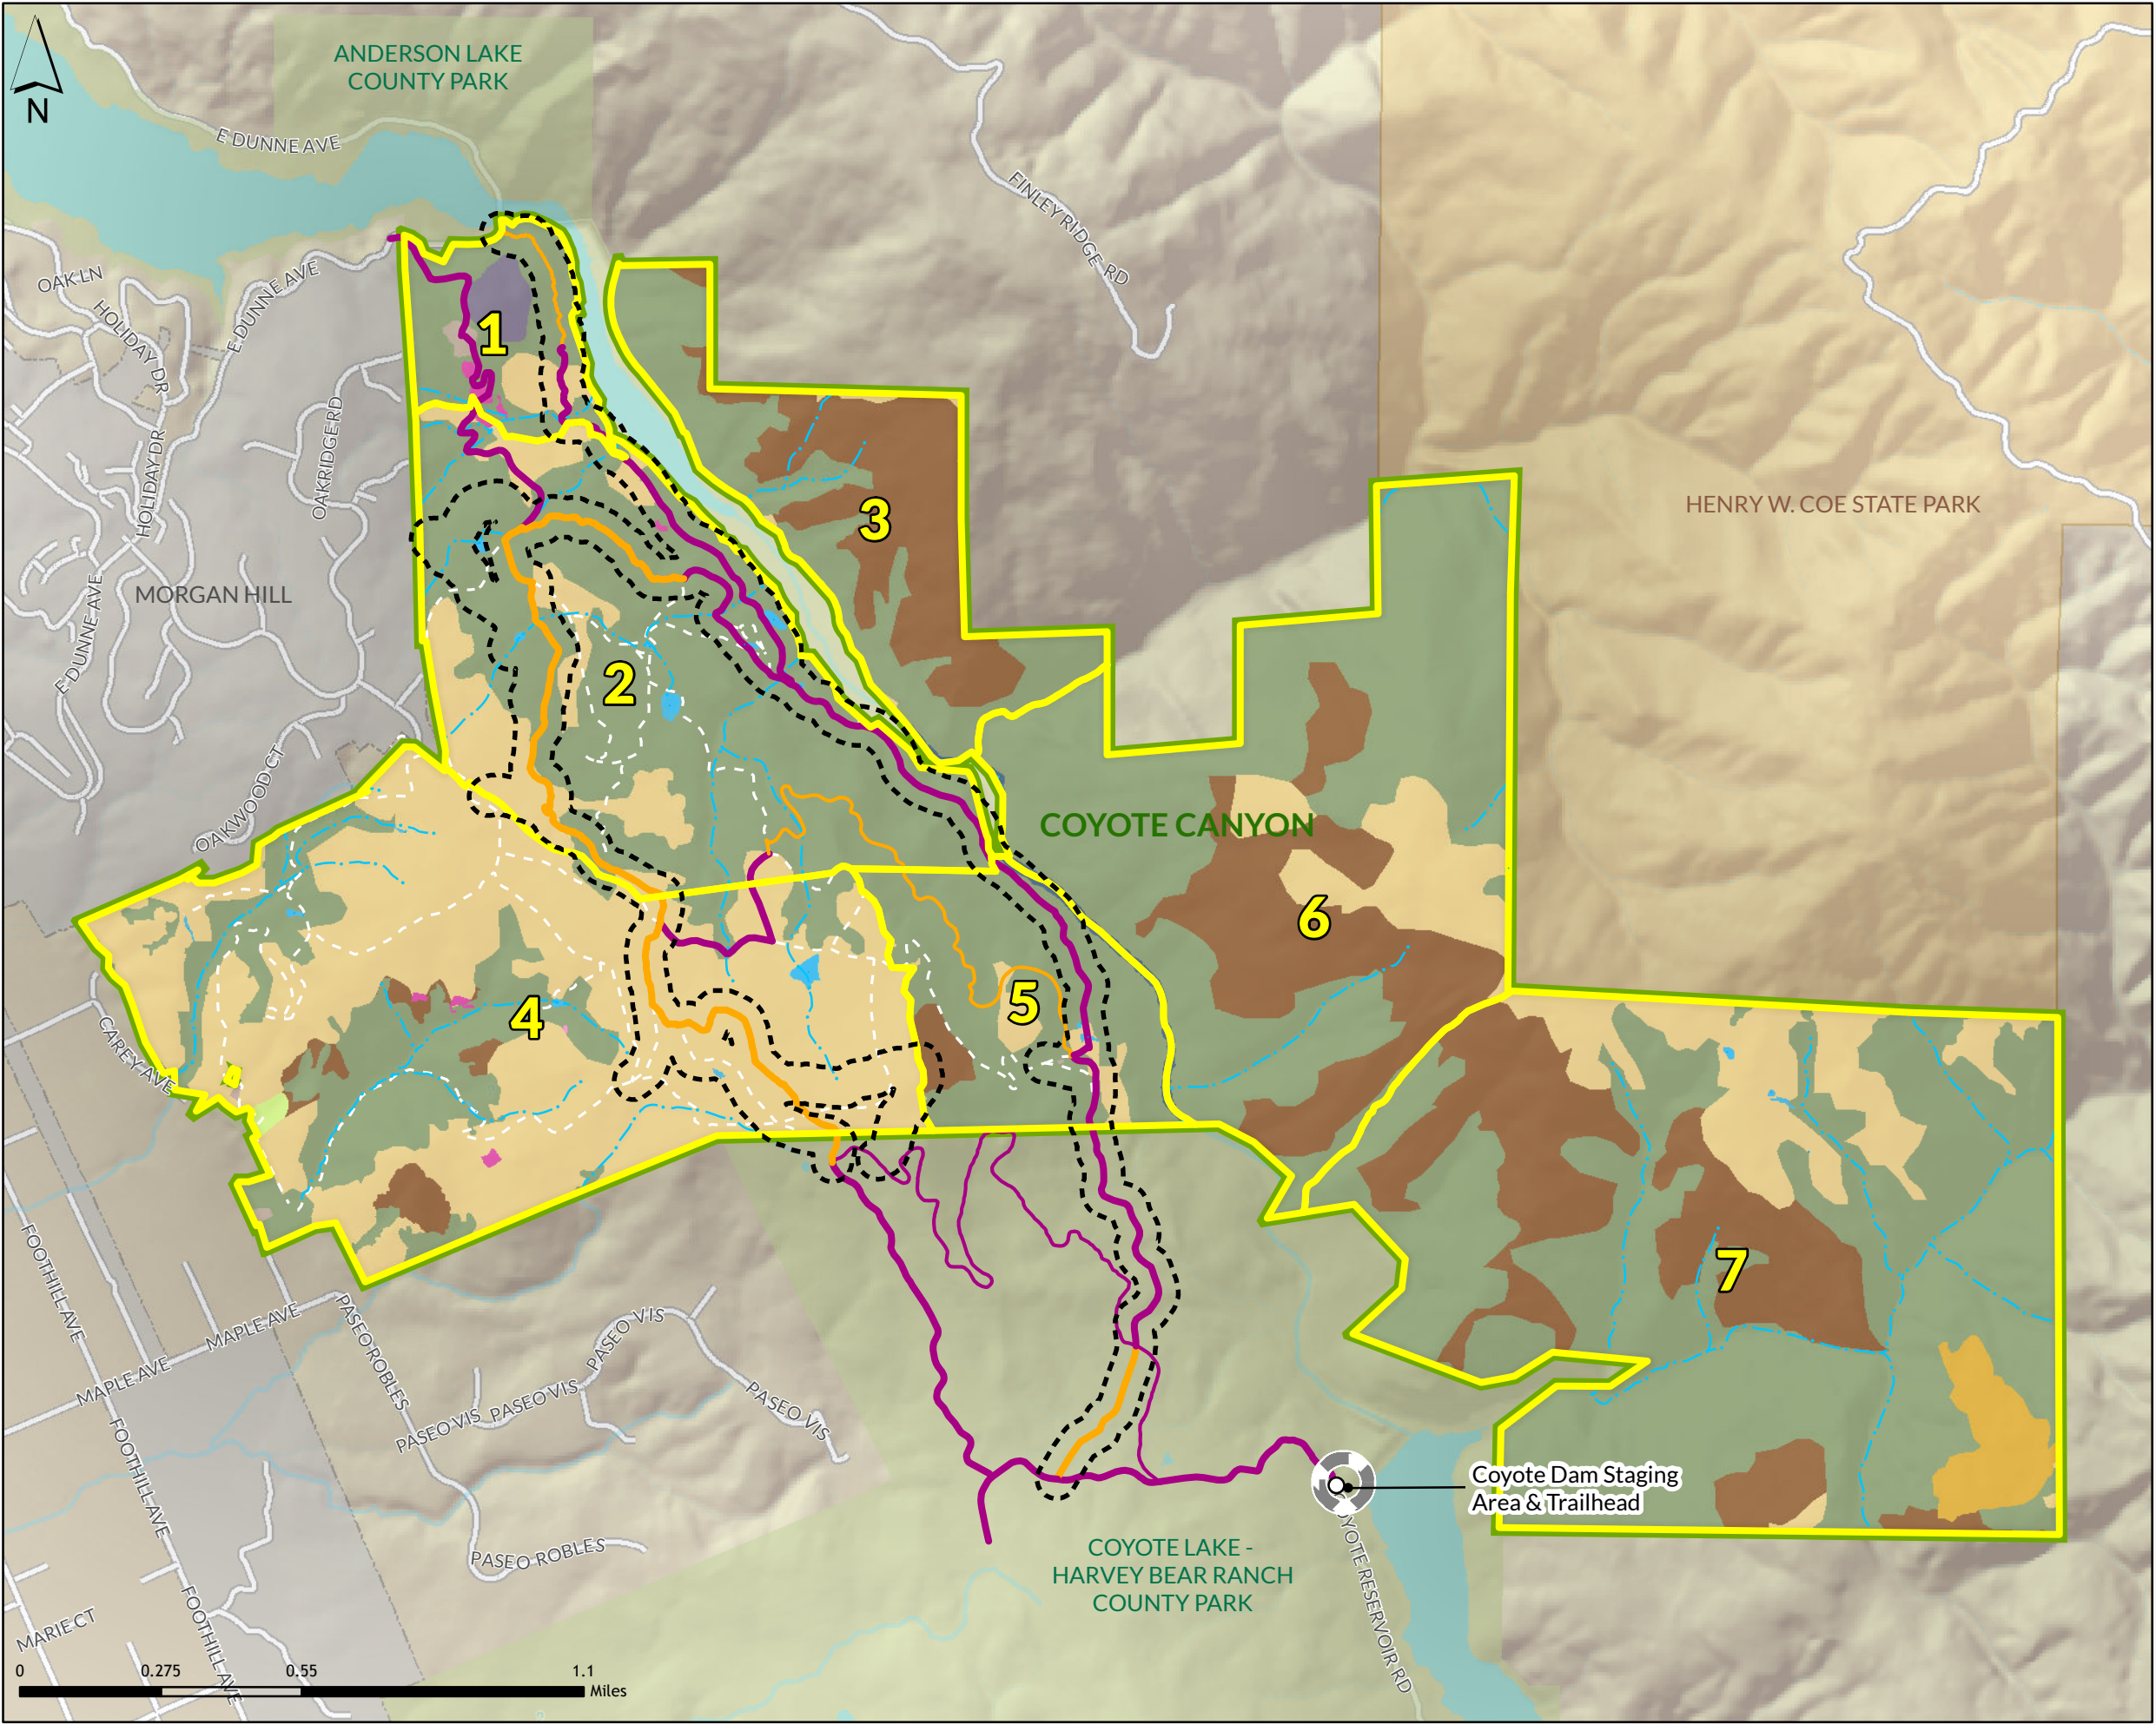 ANDERSON LAKE
COUNTY PARK
N
E DUNNE AVE
FINLEY RIDGE RD
OAK LN
E DUNNE AVE
HOLIDAY DR
1
OAKRIDGE RD
HOLIDAY DR
3
HENRY W. COE STATE PARK
MORGAN HILL
E DUNNE AVE
2
OAKWOOD CT
COYOTE CANYON
6
4
5
CAREY AVE
7
FOOTHILL AVE
MAPLE AVE
PASEO ROBLES
PASEO VIS
MAPLE AVE
PASEO VIS
PASEO VIS
PASEO VIS
FOOTHILL AVE
Coyote Dam Staging
Area & Trailhead
PASEO ROBLES
COYOTE LAKE -
HARVEY BEAR RANCH
COUNTY PARK
OYOTE RESERVOIR RD
FOOTHILL AVE
MARIE CT
0
0.275
0.55
1.1
Miles